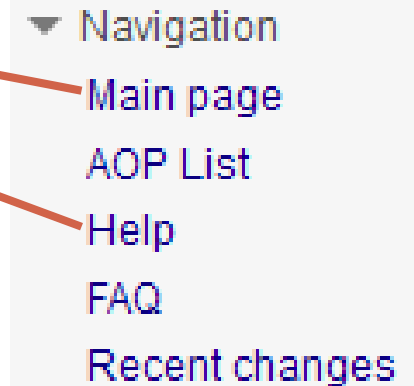 Navigation
Main page
AOP List
Help
FAQ
Recent changes